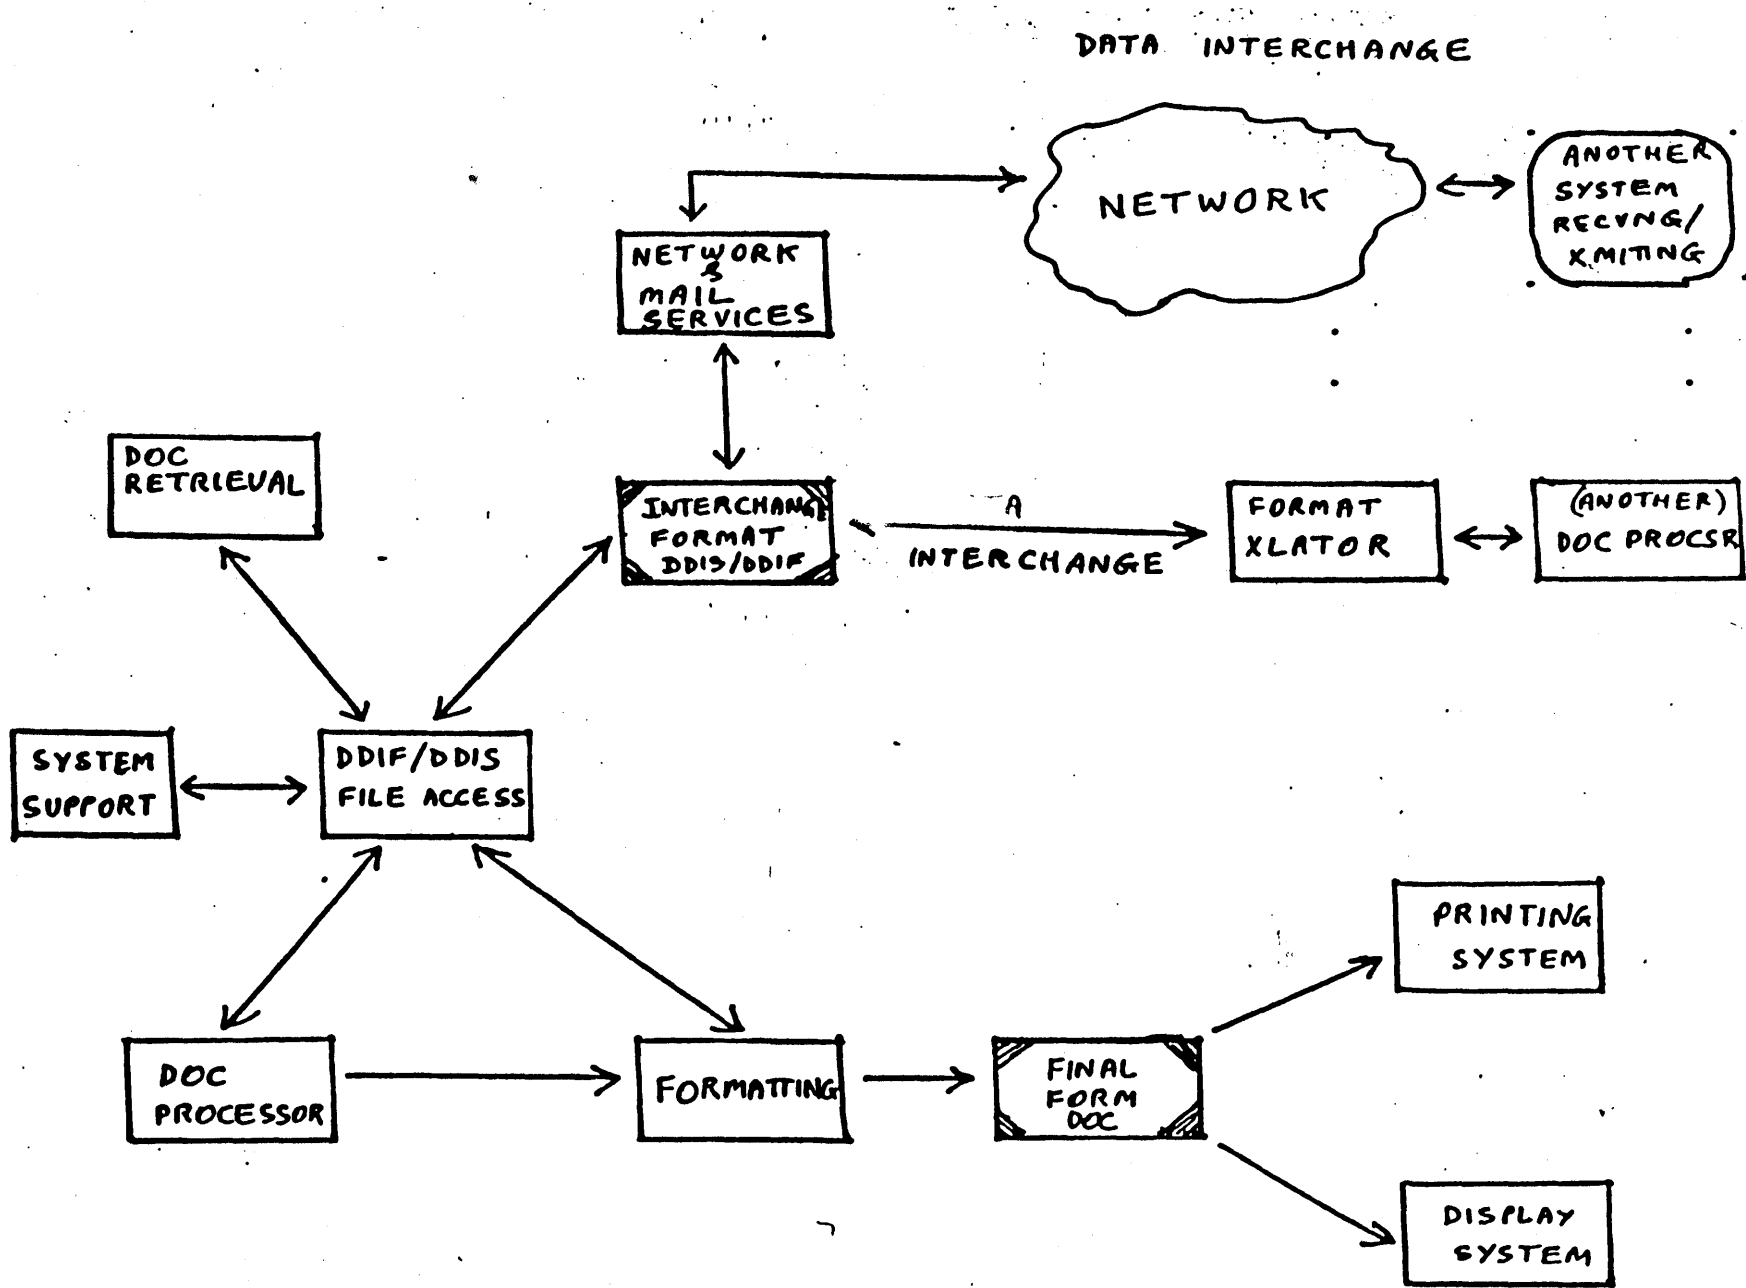 DATA INTERCHANGE
NETWORK
ANOTHER
SYSTEM
RECVNG/
XMITING
NETWORK
&
MAIL
SERVICES
DOC
RETRIEVAL
INTERCHANGE
FORMAT
DDIS/DDIF
A
INTERCHANGE
FORMAT
XLATOR
(ANOTHER)
DOC PROCSR
SYSTEM
SUPPORT
DDIF/DDIS
FILE ACCESS
PRINTING
SYSTEM
DOC
PROCESSOR
FORMATTING
FINAL
FORM
DOC
DISPLAY
SYSTEM